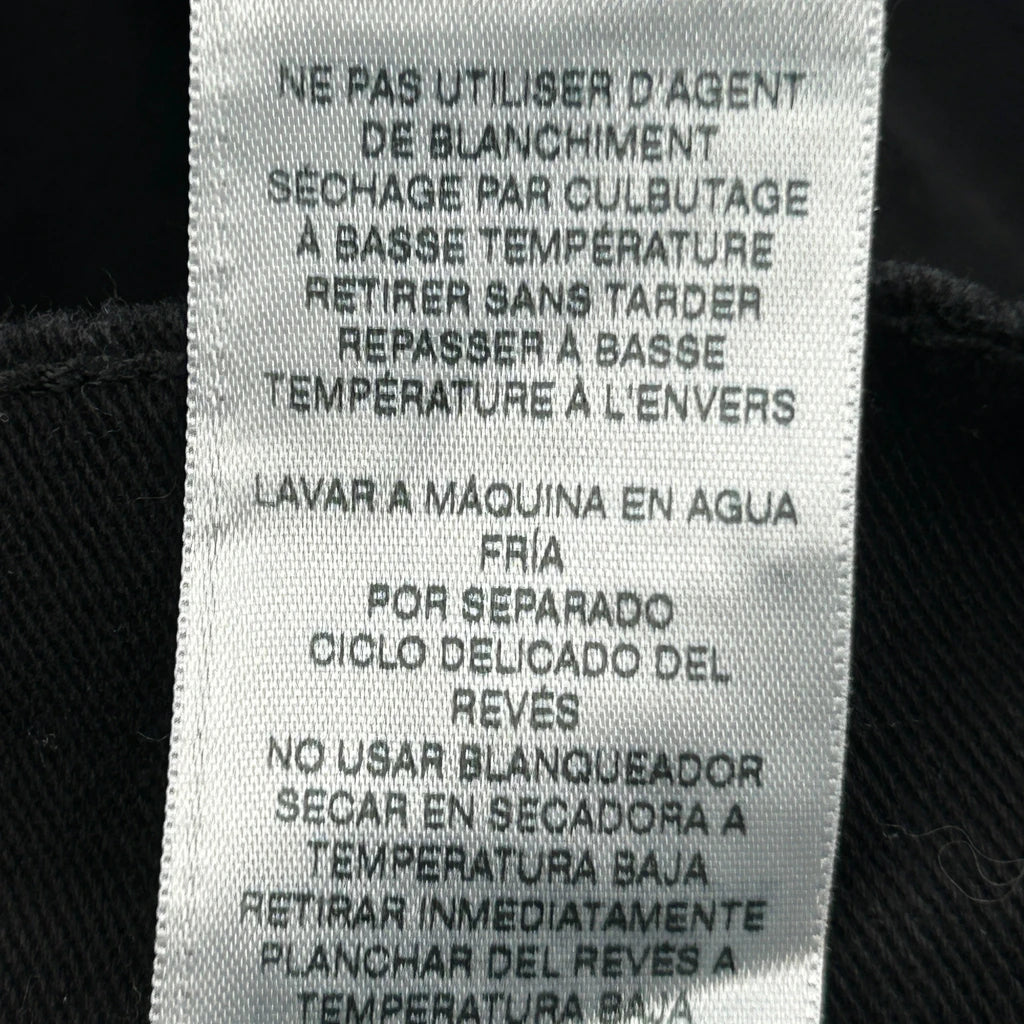 NE PAS UTILISER D'AGENT
DE BLANCHIMENT
SÉCHAGE PAR CULBUTAGE
À BASSE TEMPÉRATURE
RETIRER SANS TARDER
REPASSER À BASSE
TEMPÉRATURE À L'ENVERS
LAVAR A MÁQUINA EN AGUA
FRÍA
POR SEPARADO
CICLO DELICADO DEL
REVÉS
NO USAR BLANQUEADOR
SECAR EN SECADORA A
TEMPERATURA BAJA
RETIRAR INMEDIATAMENTE
PLANCHAR DEL REVÉS A
TEMPERATURA BAJA